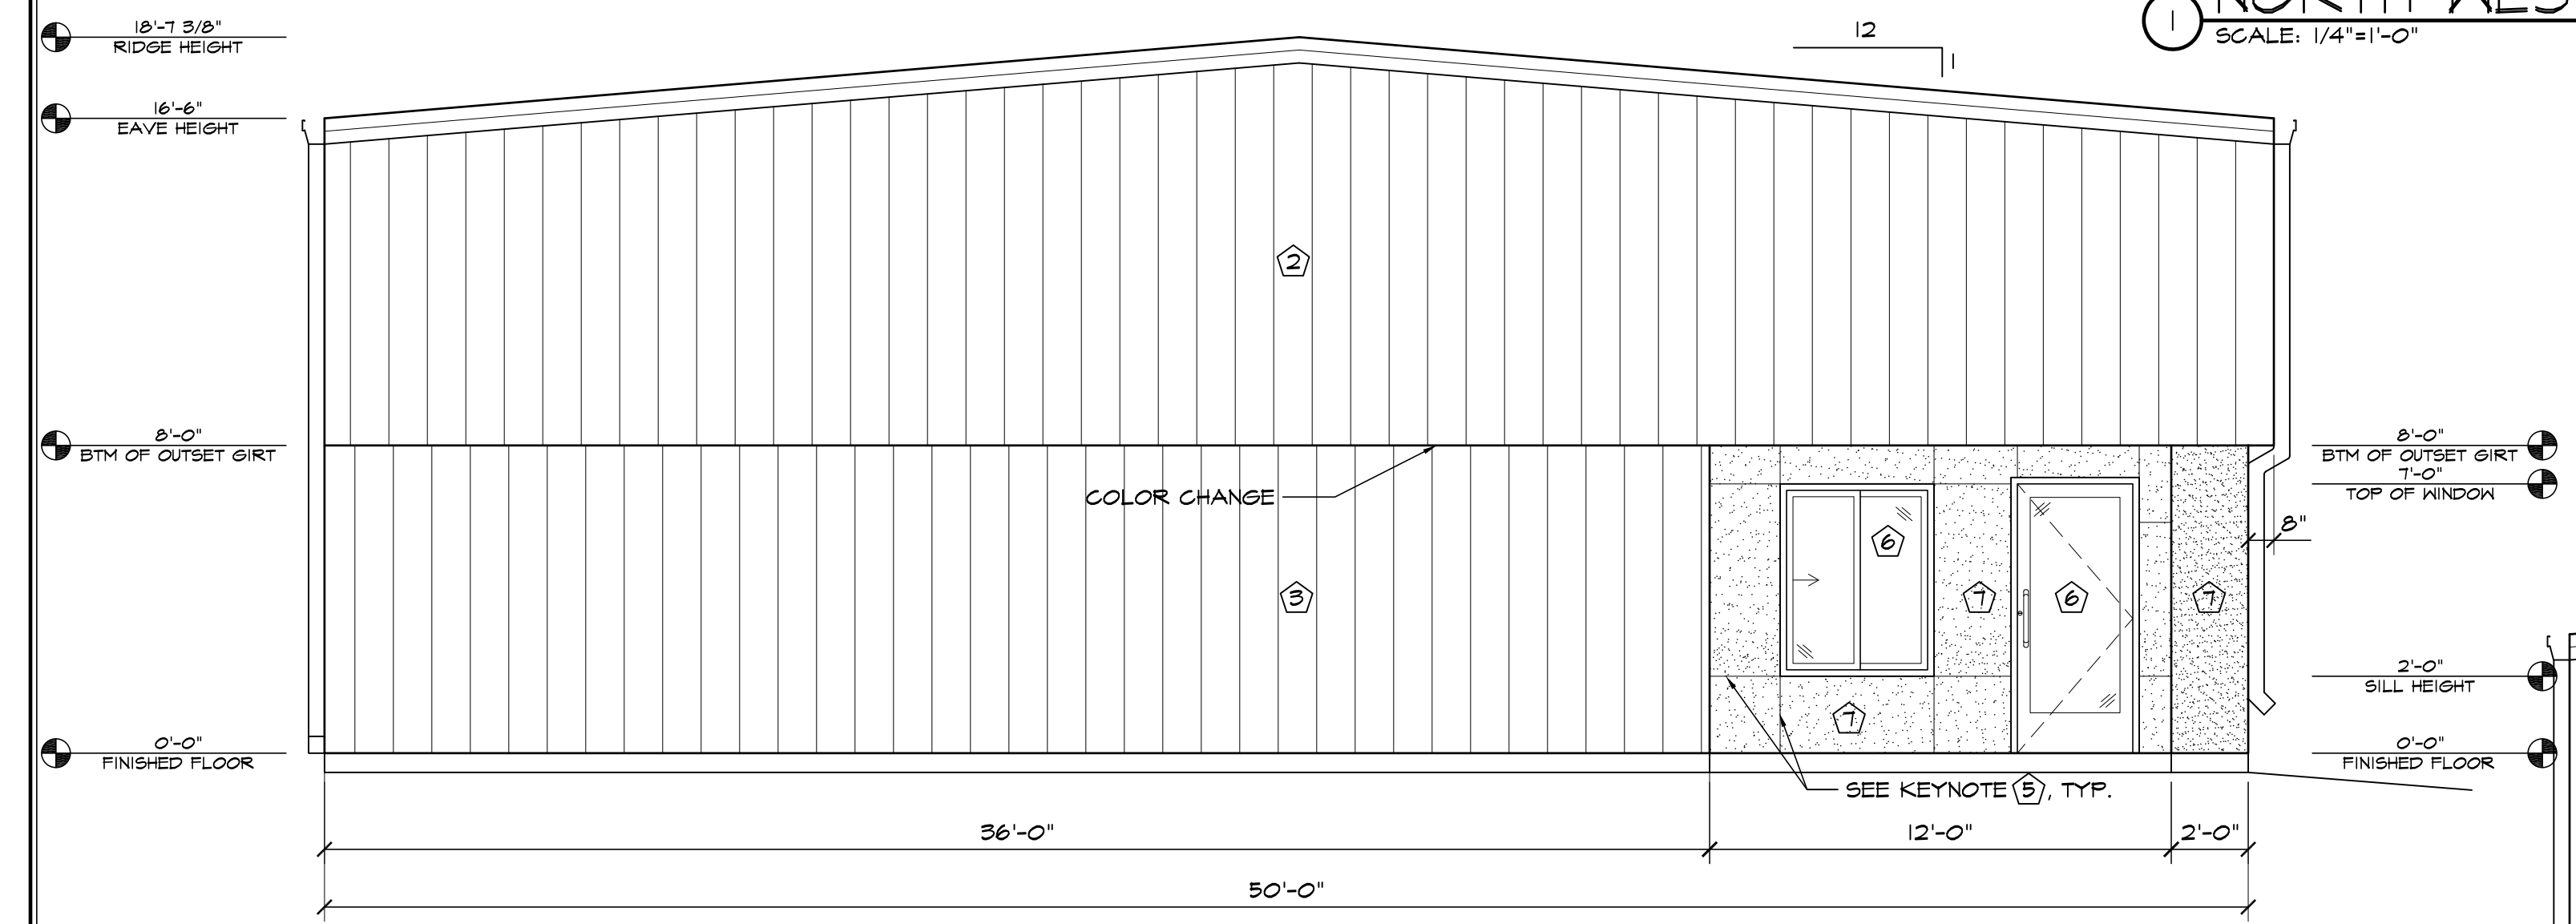 18'-7 3/8"
RIDGE HEIGHT
16'-6"
EAVE HEIGHT
8'-0"
BTM OF OUTSET GIRT
0'-0"
FINISHED FLOOR
12
1
1
SCALE: 1/4"=1'-0"
2
COLOR CHANGE
3
6
7
6
7
7
SEE KEYNOTE 5, TYP.
8'-0"
BTM OF OUTSET GIRT
7'-0"
TOP OF WINDOW
8"
2'-0"
SILL HEIGHT
0'-0"
FINISHED FLOOR
36'-0"
12'-0"
2'-0"
50'-0"